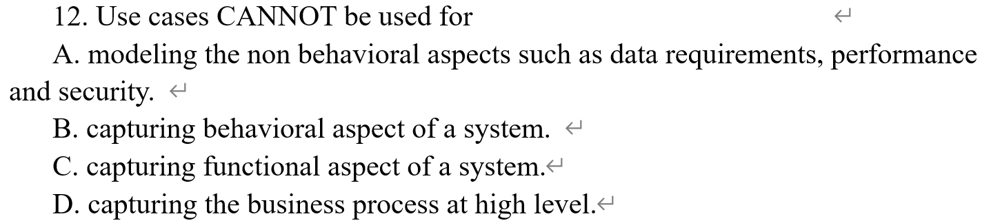 12. Use cases CANNOT be used for ↵
A. modeling the non behavioral aspects such as data requirements, performance
and security. ↵
B. capturing behavioral aspect of a system. ↵
C. capturing functional aspect of a system.↵
D. capturing the business process at high level.↵